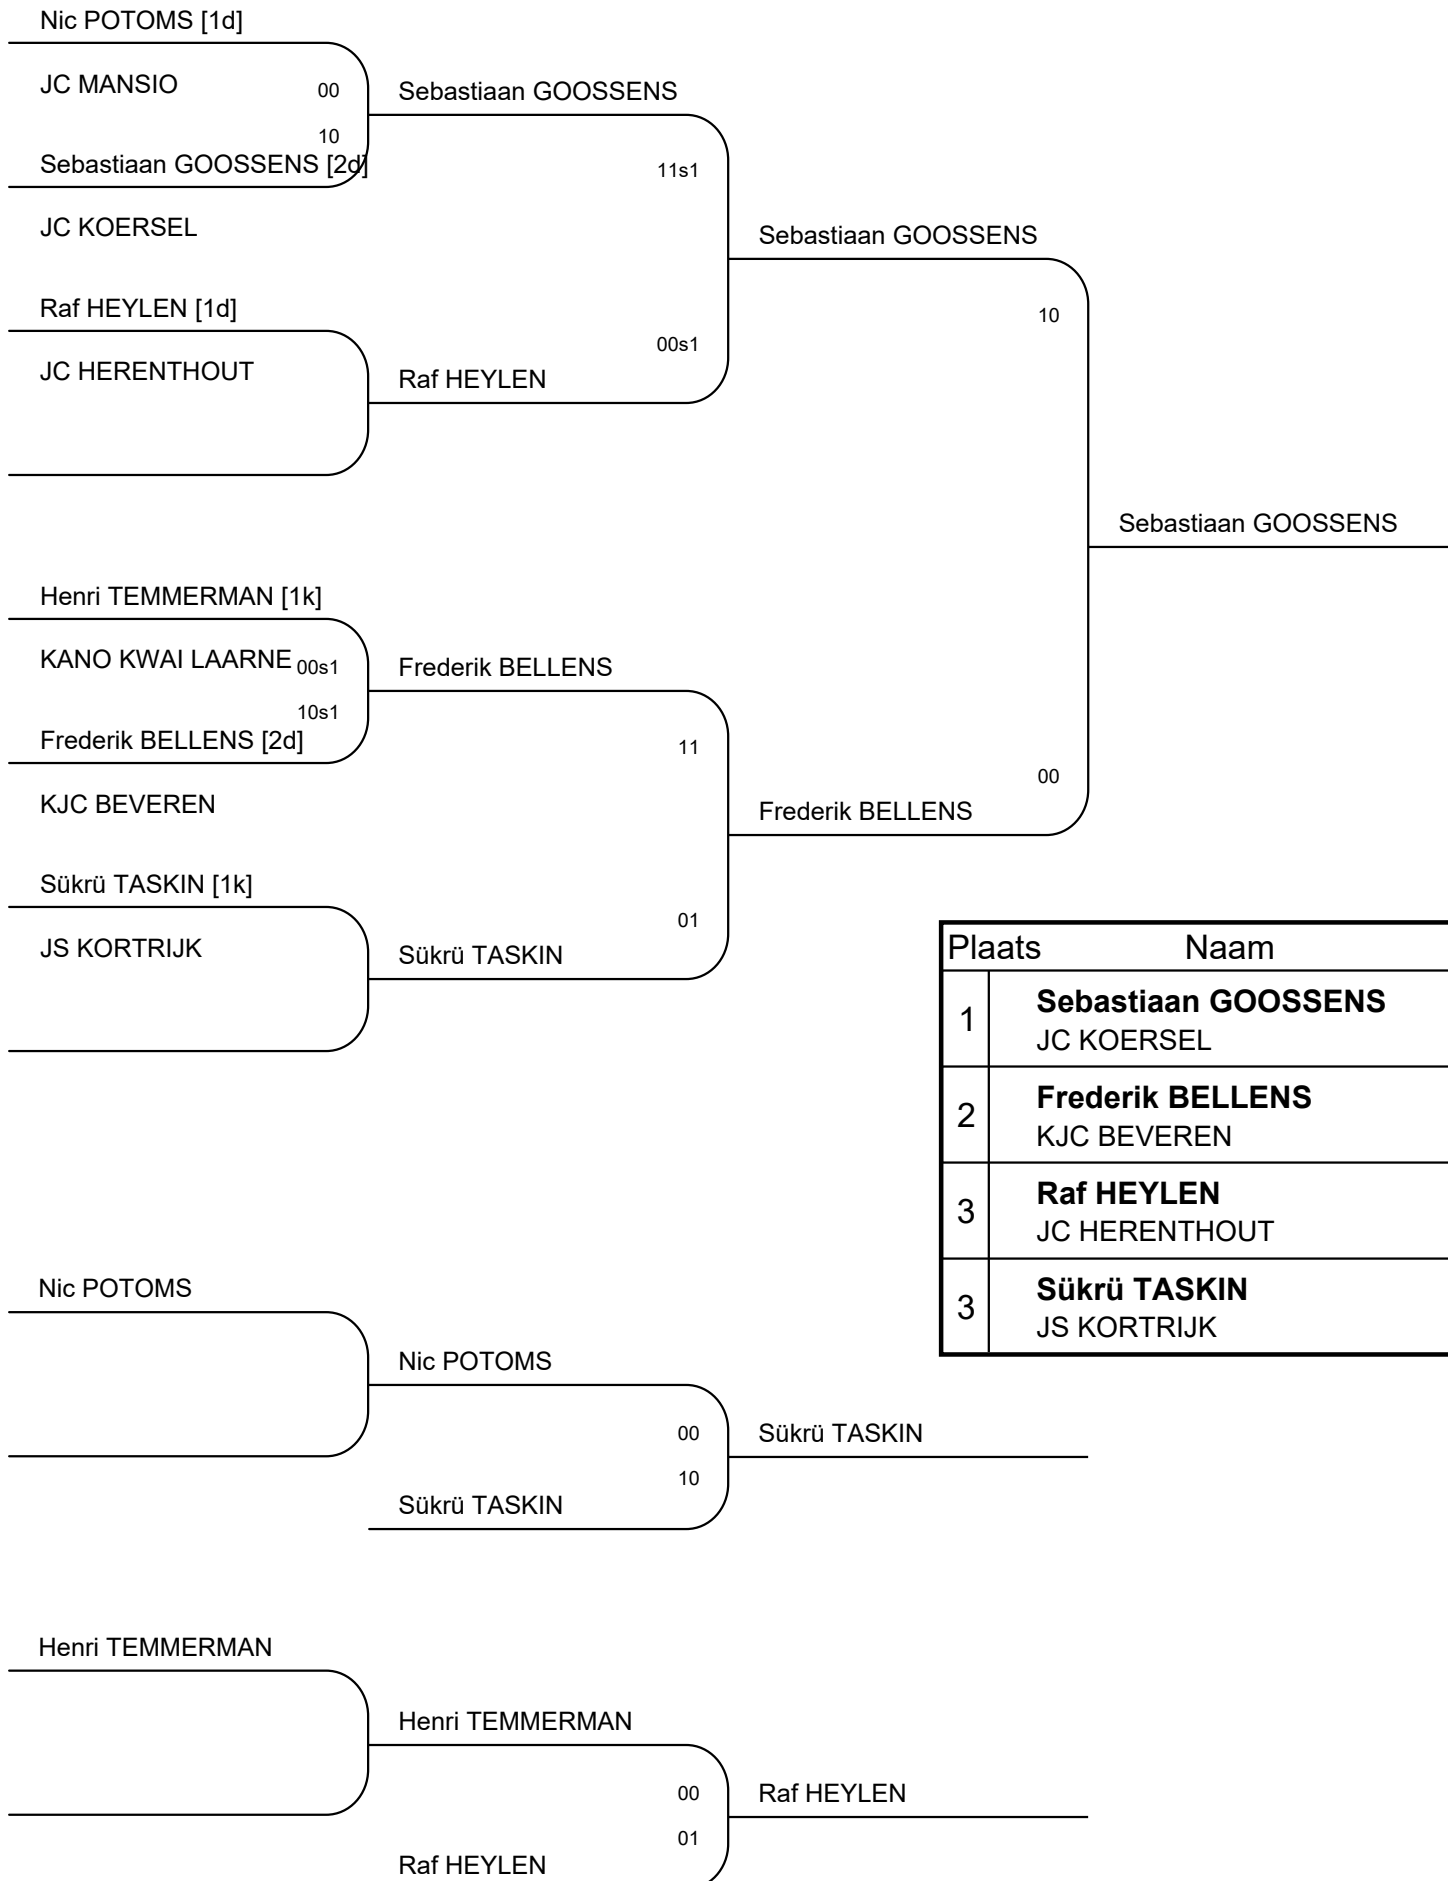 Nic POTOMS [1d]
JC MANSIO
00
10
Sebastiaan GOOSSENS [2d]
JC KOERSEL
Sebastiaan GOOSSENS
11s1
Raf HEYLEN [1d]
JC HERENTHOUT
00s1
Raf HEYLEN
Sebastiaan GOOSSENS
10
Sebastiaan GOOSSENS
Henri TEMMERMAN [1k]
KANO KWAI LAARNE
00s1
10s1
Frederik BELLENS [2d]
KJC BEVEREN
Frederik BELLENS
11
00
Frederik BELLENS
Sükrü TASKIN [1k]
JS KORTRIJK
01
Sükrü TASKIN
Plaats Naam
1 Sebastiaan GOOSSENS
JC KOERSEL
2 Frederik BELLENS
KJC BEVEREN
3 Raf HEYLEN
JC HERENTHOUT
3 Sükrü TASKIN
JS KORTRIJK
Nic POTOMS
Nic POTOMS
00
10
Sükrü TASKIN
Sükrü TASKIN
Henri TEMMERMAN
Henri TEMMERMAN
00
01
Raf HEYLEN
Raf HEYLEN